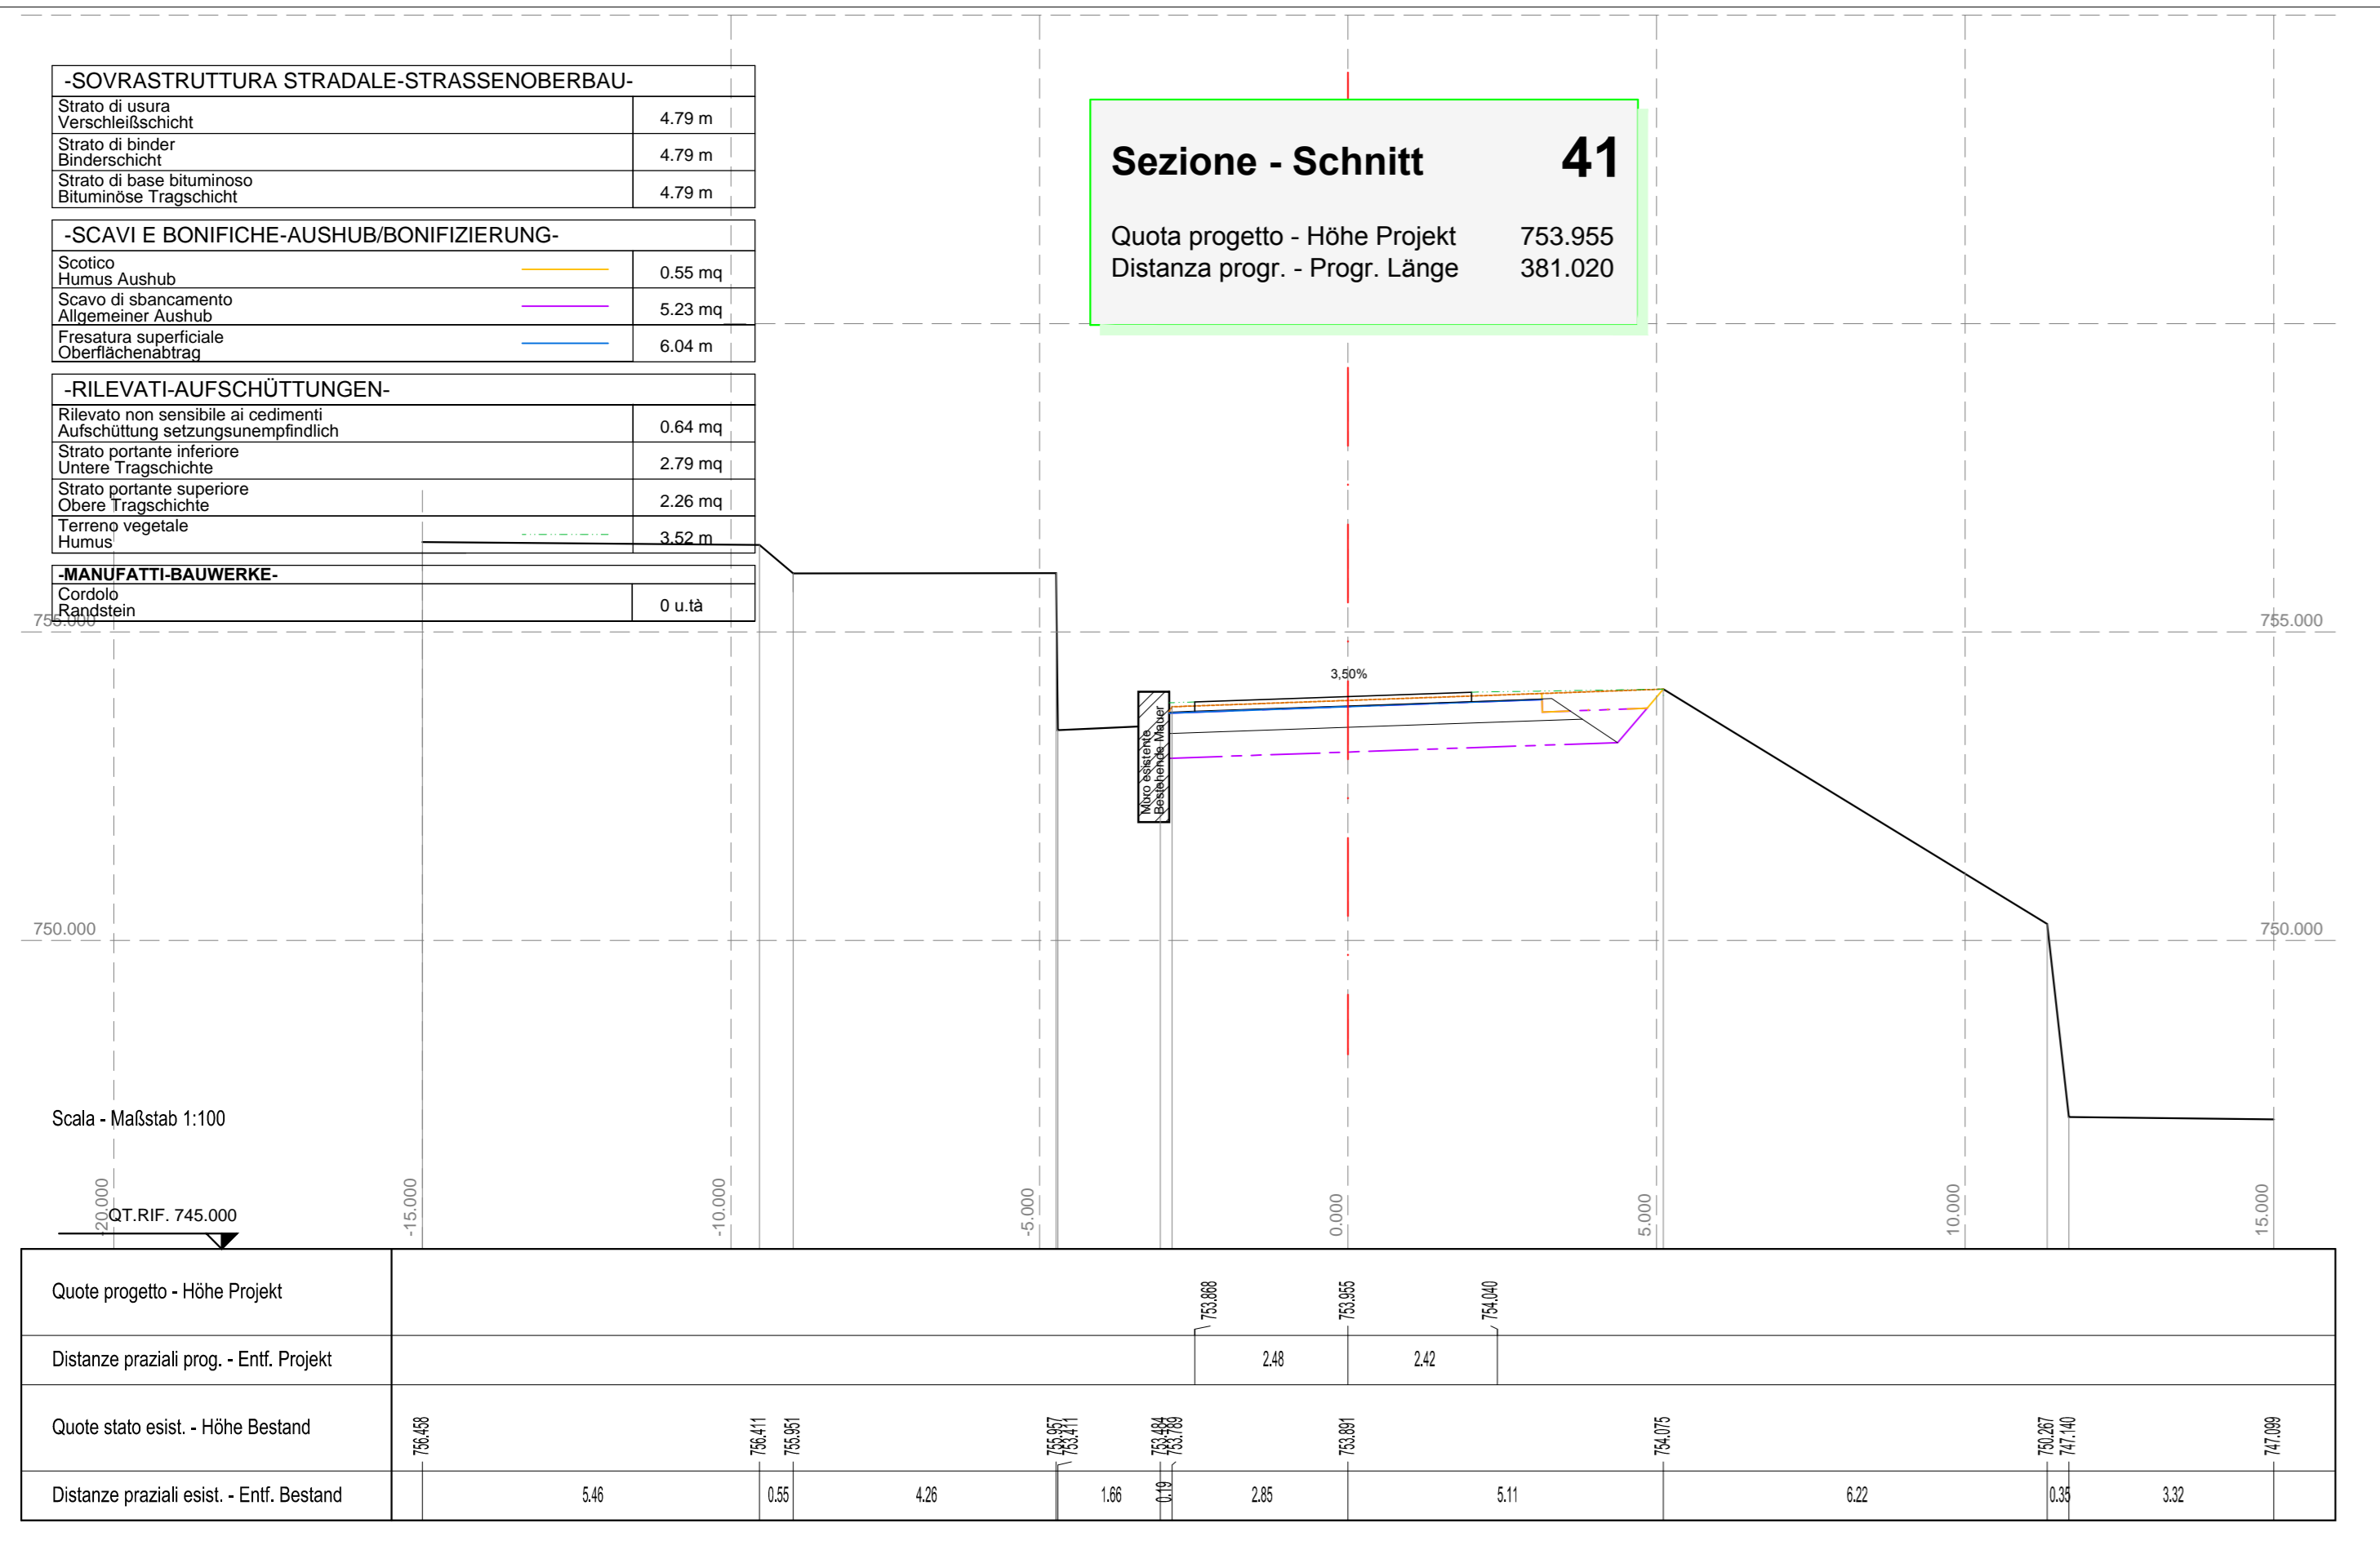 -SOVRASTRUTTURA STRADALE-STRASSENOBERBAU-
Strato di usura
Verschleißschicht
4.79 m
Strato di binder
Binderschicht
4.79 m
Strato di base bituminoso
Bituminöse Tragschicht
4.79 m
-SCAVI E BONIFICHE-AUSHUB/BONIFIZIERUNG-
Scotico
Humus Aushub
0.55 mq
Scavo di sbancamento
Allgemeiner Aushub
5.23 mq
Fresatura superficiale
Oberflächenabtrag
6.04 m
-RILEVATI-AUFSCHÜTTUNGEN-
Rilevato non sensibile ai cedimenti
Aufschüttung setzungsunempfindlich
0.64 mq
Strato portante inferiore
Untere Tragschichte
2.79 mq
Strato portante superiore
Obere Tragschichte
2.26 mq
Terreno vegetale
Humus
3.52 m
-MANUFATTI-BAUWERKE-
Cordolo
Randstein
0 u.tà
Sezione - Schnitt 41
Quota progetto - Höhe Projekt 753.955
Distanza progr. - Progr. Länge 381.020
755.000 755.000
3,50%
Muro esistente
Bestehende Mauer
750.000 750.000
Scala - Maßstab 1:100
-20.000 -15.000 -10.000 -5.000 0.000 5.000 10.000 15.000
QT.RIF. 745.000
Quote progetto - Höhe Projekt 753.868 753.955 754.040
Distanze praziali prog. - Entf. Projekt 2.48 2.42
Quote stato esist. - Höhe Bestand 756.458 756.411 755.951 755.957 753.411 753.484 753.789 753.891 754.075 750.267 747.140 747.099
Distanze praziali esist. - Entf. Bestand 5.46 0.55 4.26 1.66 0.19 2.85 5.11 6.22 0.35 3.32